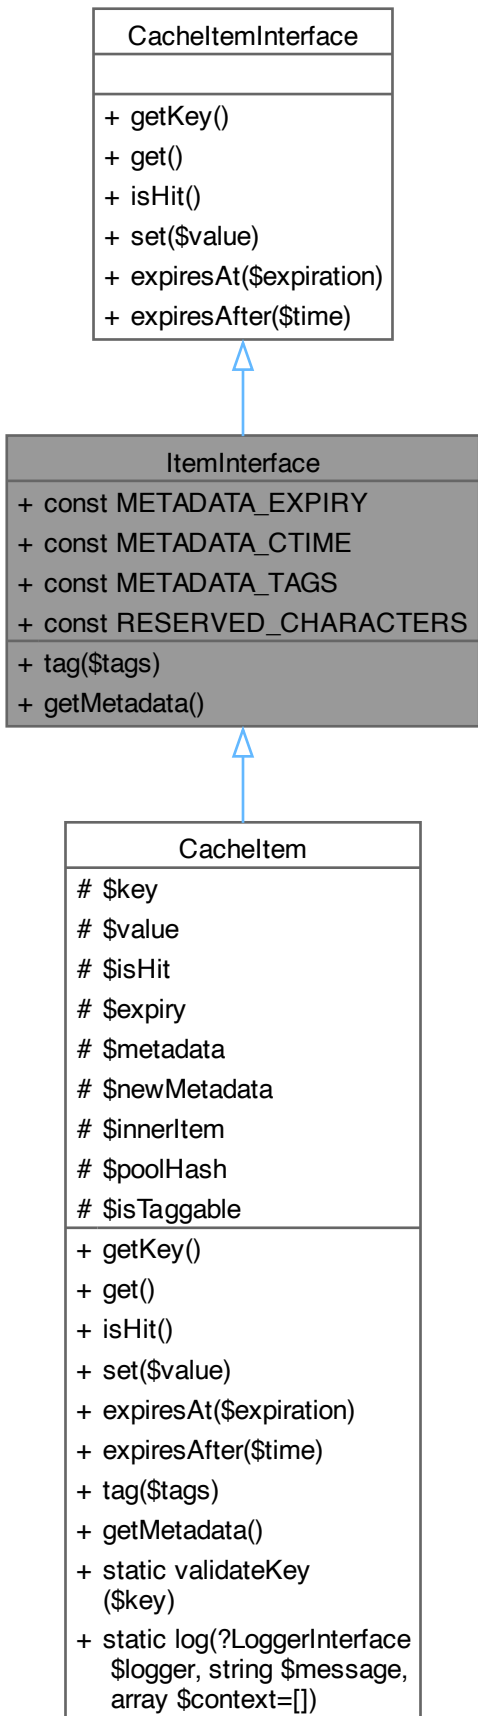 CacheItemInterface
+ getKey()
+ get()
+ isHit()
+ set($value)
+ expiresAt($expiration)
+ expiresAfter($time)
ItemInterface
+ const METADATA_EXPIRY
+ const METADATA_CTIME
+ const METADATA_TAGS
+ const RESERVED_CHARACTERS
+ tag($tags)
+ getMetadata()
CacheItem
# $key
# $value
# $isHit
# $expiry
# $metadata
# $newMetadata
# $innerItem
# $poolHash
# $isTaggable
+ getKey()
+ get()
+ isHit()
+ set($value)
+ expiresAt($expiration)
+ expiresAfter($time)
+ tag($tags)
+ getMetadata()
+ static validateKey
($key)
+ static log(?LoggerInterface
$logger, string $message,
array $context=[])